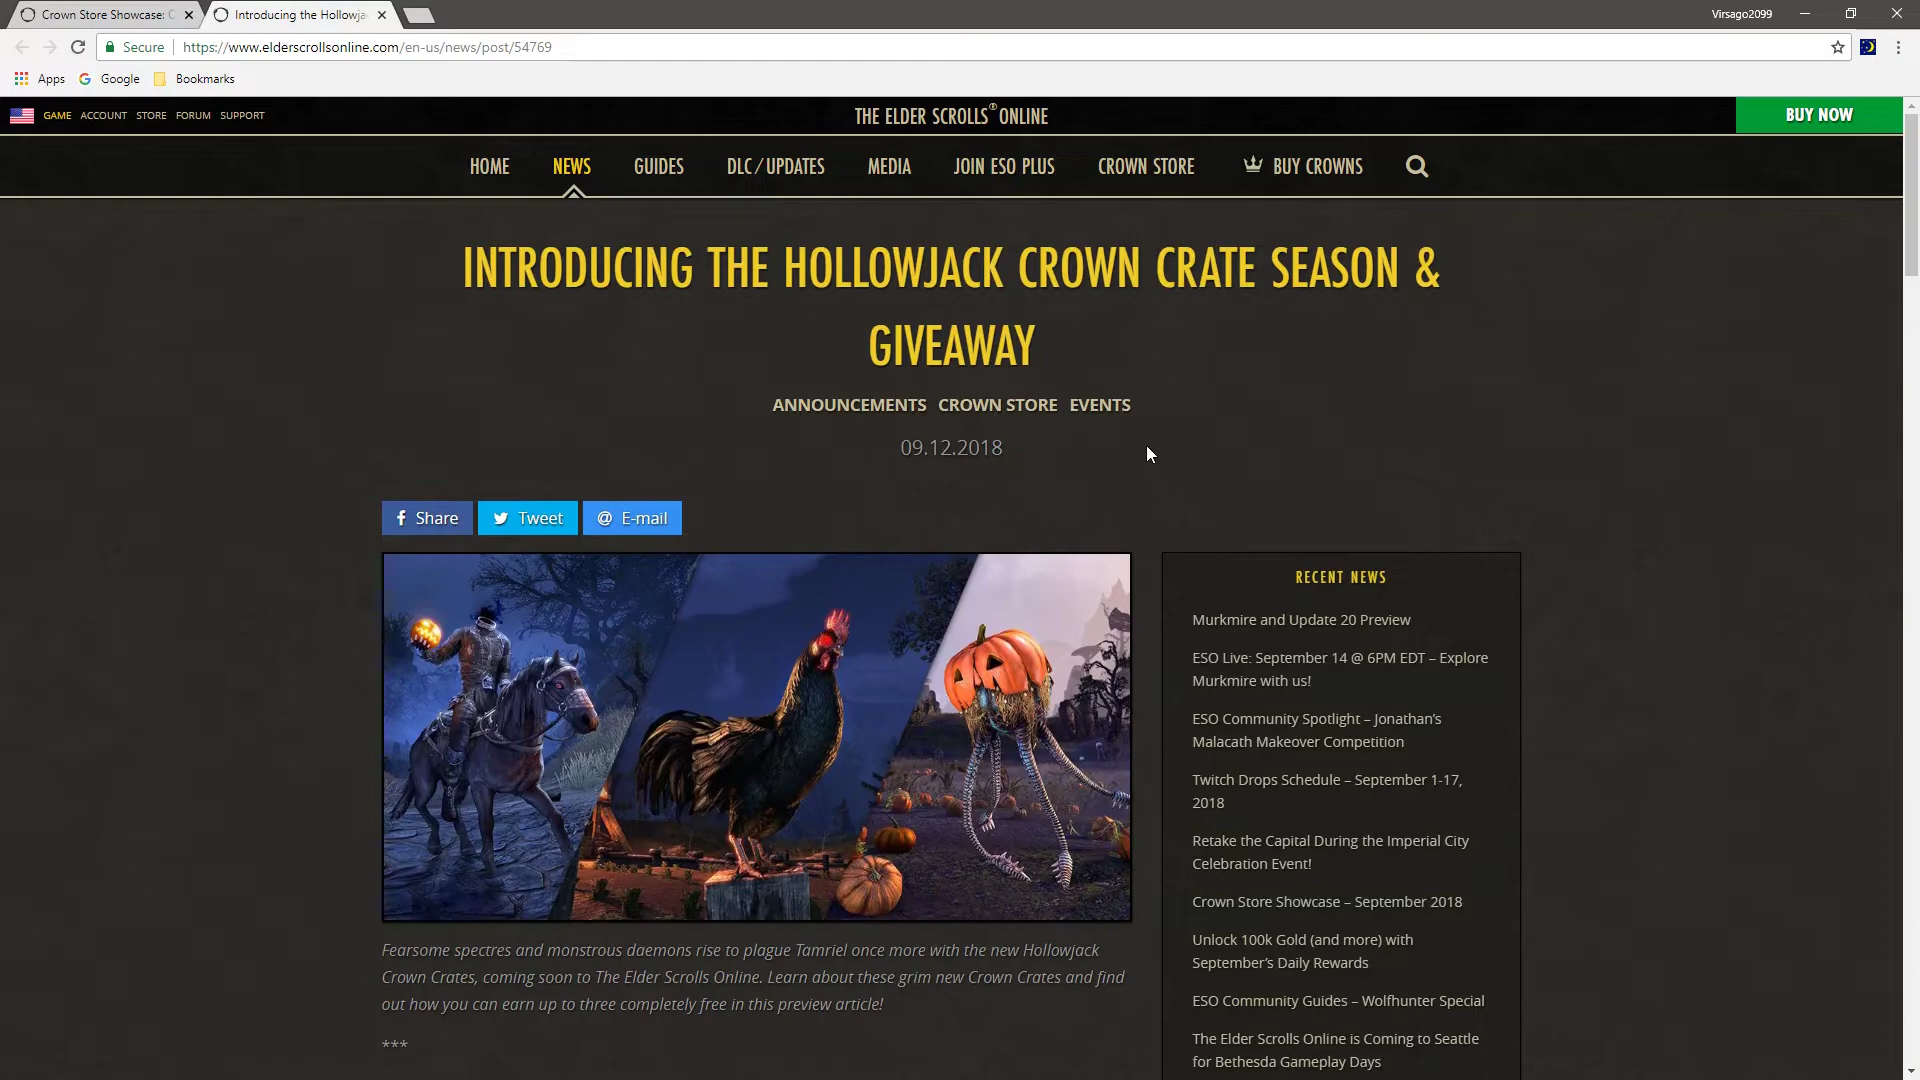 Crown Store Showcase: C
Introducing the Hollowja
Virsago2099
Secure
https://www.elderscrollsonline.com/en-us/news/post/54769
Apps
Google
Bookmarks
GAME ACCOUNT STORE FORUM SUPPORT
THE ELDER SCROLLS® ONLINE
BUY NOW
HOME NEWS GUIDES DLC/UPDATES MEDIA JOIN ESO PLUS CROWN STORE BUY CROWNS
INTRODUCING THE HOLLOWJACK CROWN CRATE SEASON &
GIVEAWAY
ANNOUNCEMENTS CROWN STORE EVENTS
09.12.2018
Share
Tweet
@ E-mail
Fearsome spectres and monstrous daemons rise to plague Tamriel once more with the new Hollowjack
Crown Crates, coming soon to The Elder Scrolls Online. Learn about these grim new Crown Crates and find
out how you can earn up to three completely free in this preview article!
***
RECENT NEWS
Murkmire and Update 20 Preview
ESO Live: September 14 @ 6PM EDT – Explore
Murkmire with us!
ESO Community Spotlight – Jonathan's
Malacath Makeover Competition
Twitch Drops Schedule – September 1-17,
2018
Retake the Capital During the Imperial City
Celebration Event!
Crown Store Showcase – September 2018
Unlock 100k Gold (and more) with
September's Daily Rewards
ESO Community Guides – Wolfhunter Special
The Elder Scrolls Online is Coming to Seattle
for Bethesda Gameplay Days